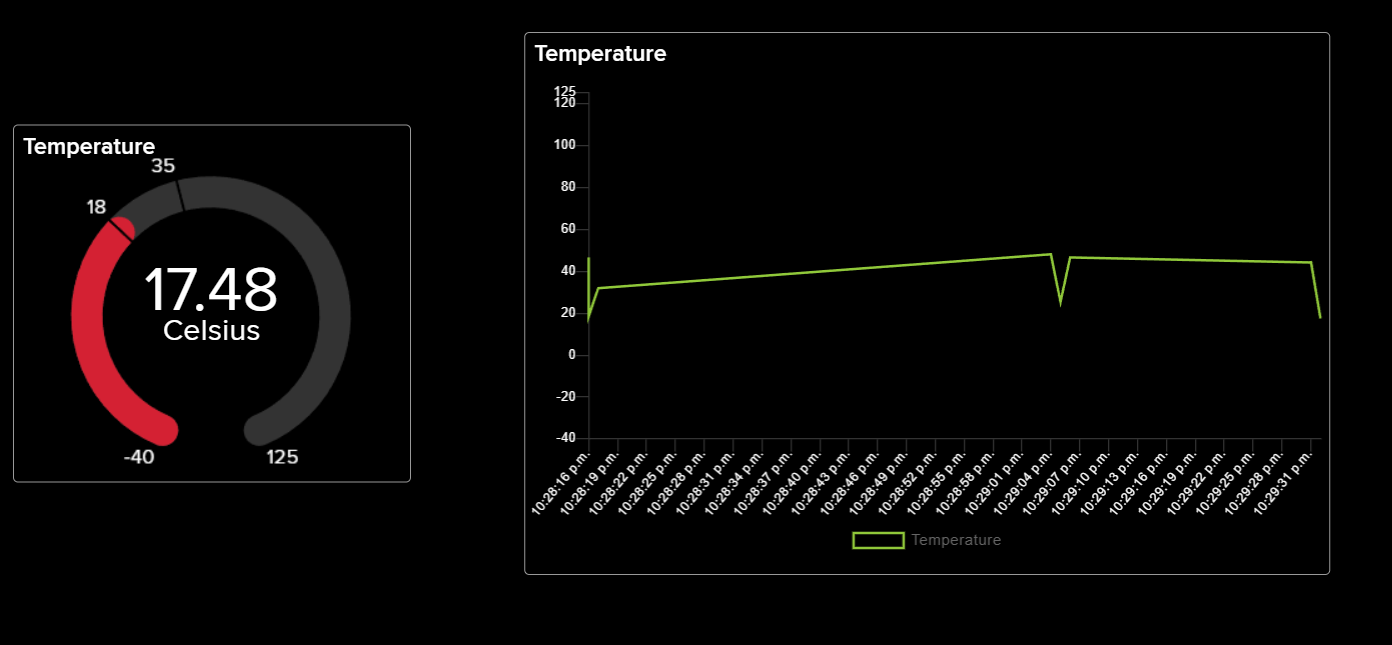 Temperature
35
18
17.48
Celsius
-40
125
Temperature
125
120
100
80
60
40
20
0
-20
-40
10:28:16 p.m.
10:28:19 p.m.
10:28:22 p.m.
10:28:25 p.m.
10:28:28 p.m.
10:28:31 p.m.
10:28:34 p.m.
10:28:37 p.m.
10:28:40 p.m.
10:28:43 p.m.
10:28:46 p.m.
10:28:49 p.m.
10:28:52 p.m.
10:28:55 p.m.
10:28:58 p.m.
10:29:01 p.m.
10:29:04 p.m.
10:29:07 p.m.
10:29:10 p.m.
10:29:13 p.m.
10:29:16 p.m.
10:29:19 p.m.
10:29:22 p.m.
10:29:25 p.m.
10:29:28 p.m.
10:29:31 p.m.
Temperature